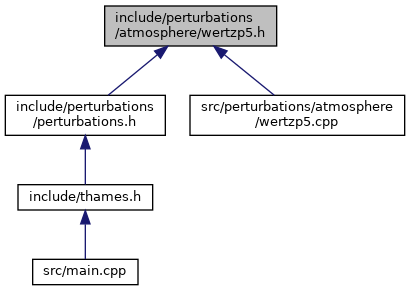 include/perturbations
/atmosphere/wertzp5.h
include/perturbations
/perturbations.h
src/perturbations/atmosphere
/wertzp5.cpp
include/thames.h
src/main.cpp